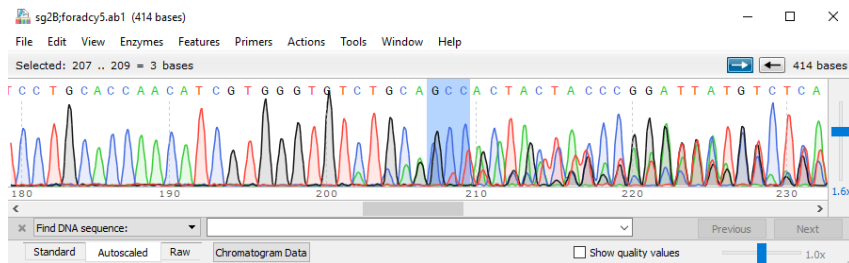 sg2B;foradcy5.ab1 (414 bases)
File Edit View Enzymes Features Primers Actions Tools Window Help
Selected: 207 .. 209 = 3 bases 414 bases
T C C T G C A C C A A C A T C G T G G G T G T C T G C A G C C A C T A C T A C C C G G A T T A T G T C T C A
180 190 200 210 220 230 1.6x
Find DNA sequence: Previous Next
Standard Autoscaled Raw Chromatogram Data Show quality values 1.0x